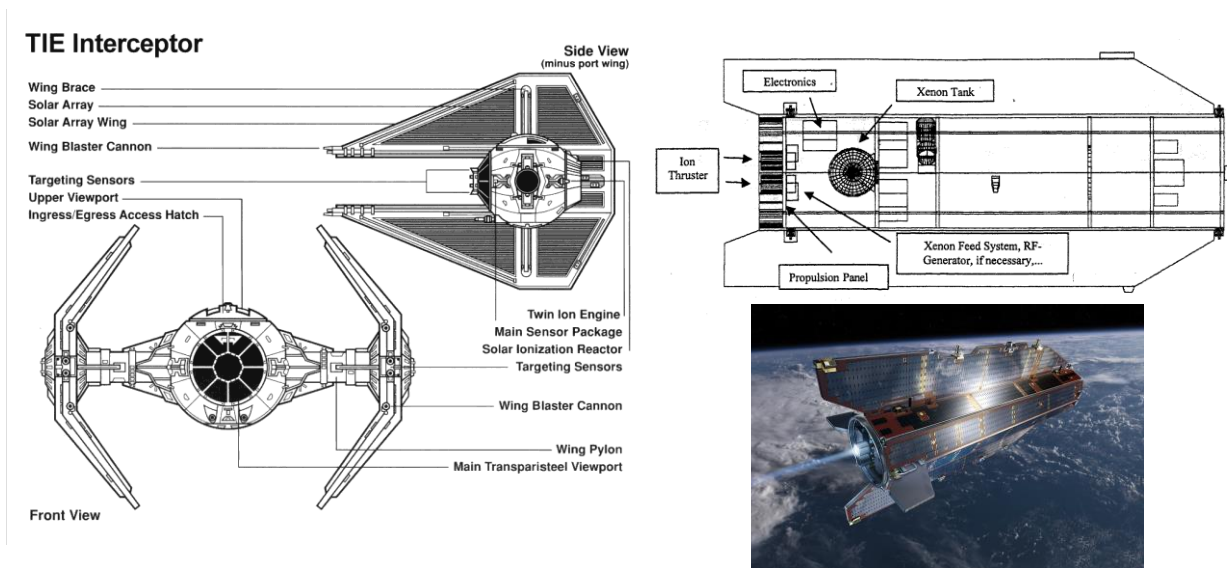 TIE Interceptor
Side View
(minus port wing)
Wing Brace
Solar Array
Solar Array Wing
Wing Blaster Cannon
Targeting Sensors
Upper Viewport
Ingress/Egress Access Hatch
Twin Ion Engine
Main Sensor Package
Solar Ionization Reactor
Targeting Sensors
Wing Blaster Cannon
Wing Pylon
Main Transparisteel Viewport
Front View
Electronics
Xenon Tank
Ion
Thruster
Xenon Feed System, RF-
Generator, if necessary,...
Propulsion Panel